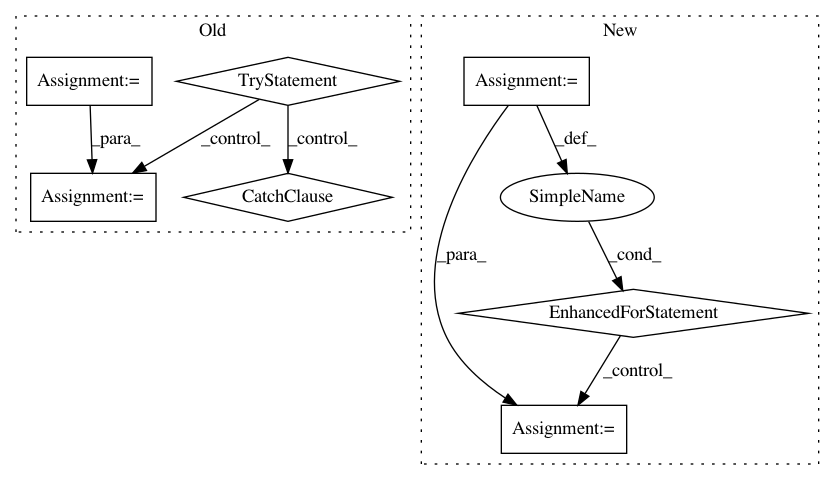 Old
New
Assignment:=
TryStatement
Assignment:=
_para_
_control_
_control_
_def_
Assignment:=
CatchClause
SimpleName
_para_
_cond_
EnhancedForStatement
_control_
Assignment:=